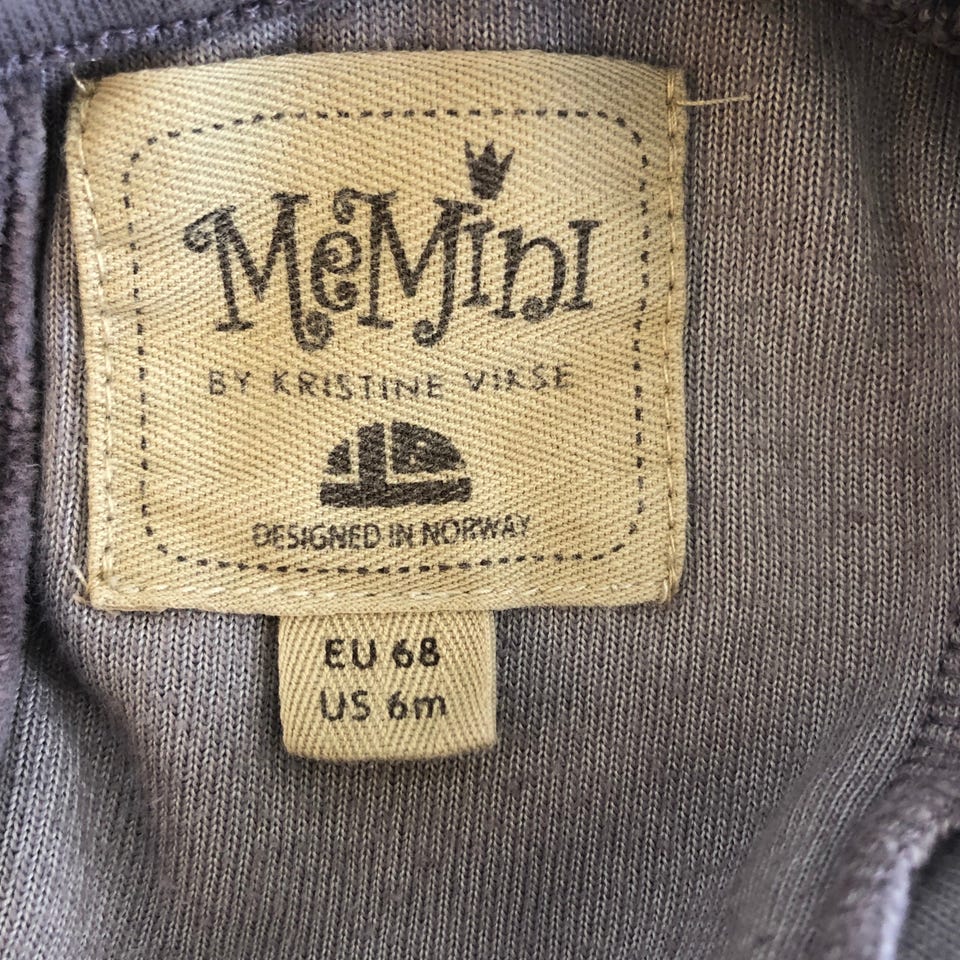 MeMini
BY KRISTINE VIKSE
DESIGNED IN NORWAY
EU 68
US 6m